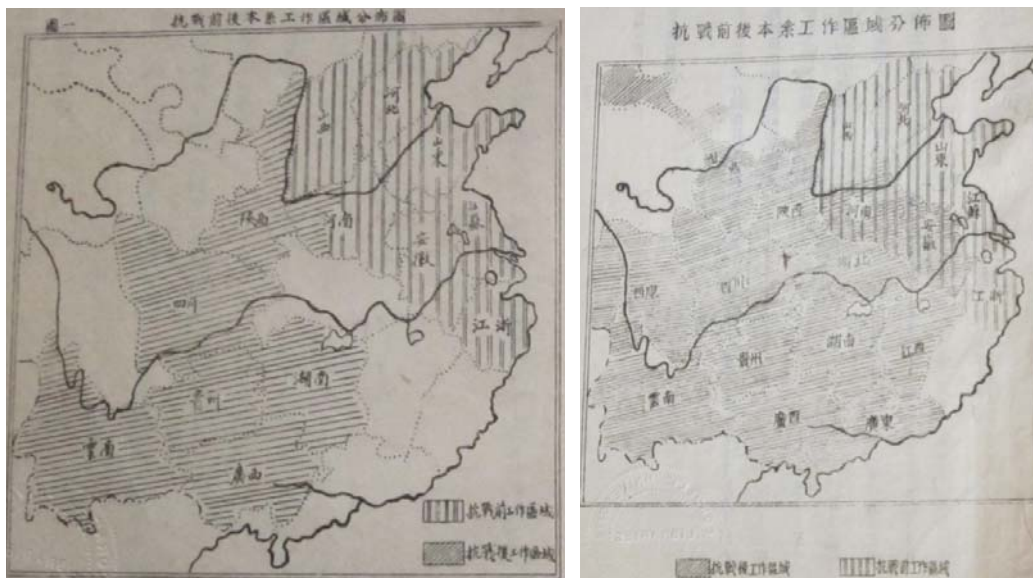 圖一
抗戰前後本系工作區域分佈圖
山西
河北
山東
陝西
河南
江蘇
安徽
四川
浙江
貴州
湖南
雲南
廣西
抗戰前工作區域
抗戰後工作區域
抗戰前後本系工作區域分佈圖
山西
河北
山東
江蘇
陝西
河南
安徽
湖北
西康
四川
浙江
貴州
湖南
江西
雲南
廣西
廣東
抗戰後工作區域
抗戰前工作區域